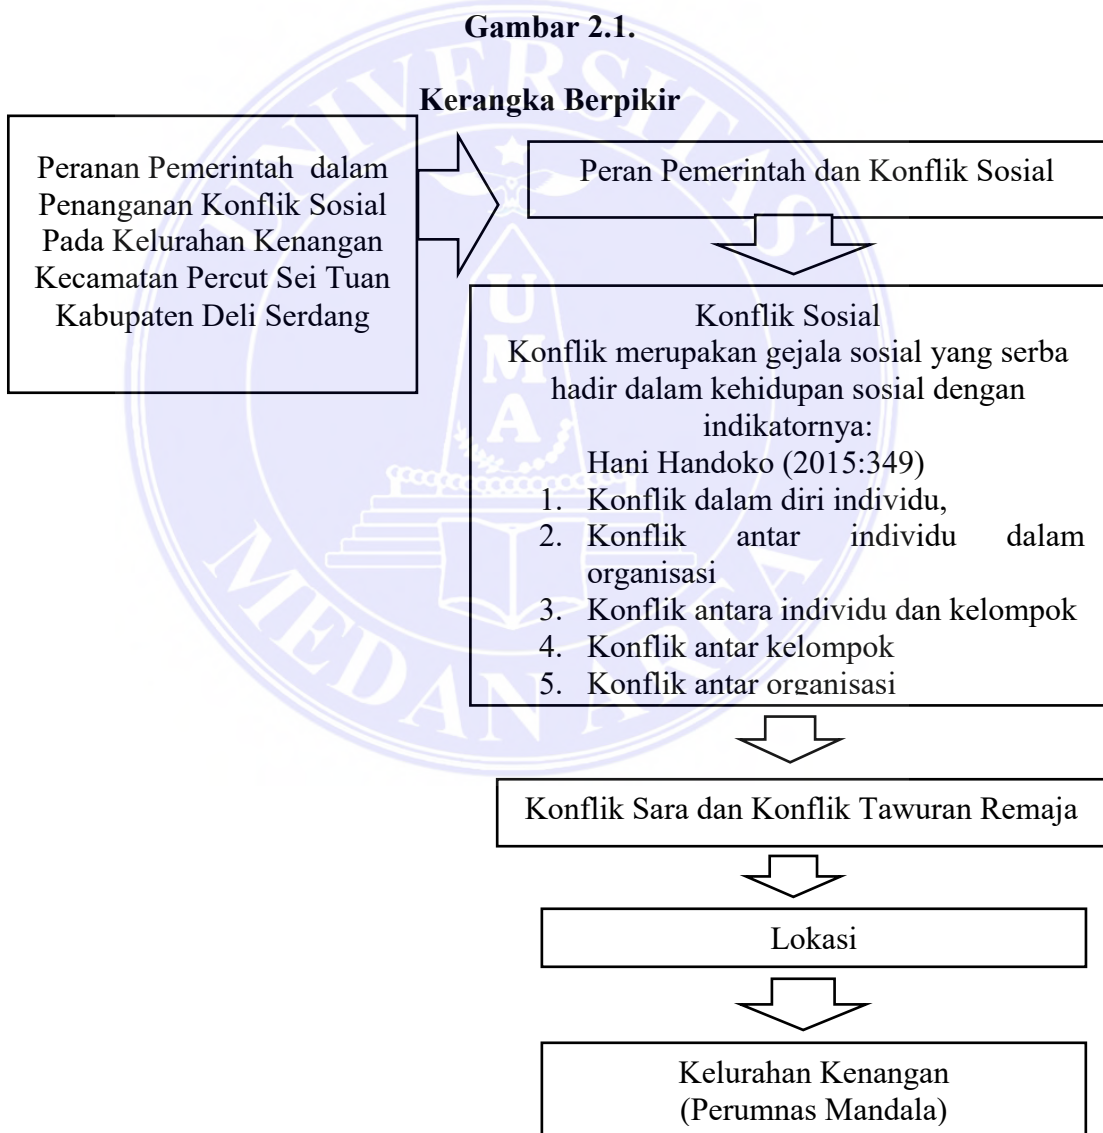 Gambar 2.1.
Kerangka Berpikir
Peranan Pemerintah dalam
Penanganan Konflik Sosial
Pada Kelurahan Kenangan
Kecamatan Percut Sei Tuan
Kabupaten Deli Serdang
Peran Pemerintah dan Konflik Sosial
Konflik Sosial
Konflik merupakan gejala sosial yang serba
hadir dalam kehidupan sosial dengan
indikatornya:
Hani Handoko (2015:349)
1. Konflik dalam diri individu,
2. Konflik antar individu dalam
organisasi
3. Konflik antara individu dan kelompok
4. Konflik antar kelompok
5. Konflik antar organisasi
Konflik Sara dan Konflik Tawuran Remaja
Lokasi
Kelurahan Kenangan
(Perumnas Mandala)
UNIVERSITAS
MEDAN AREA
UMA